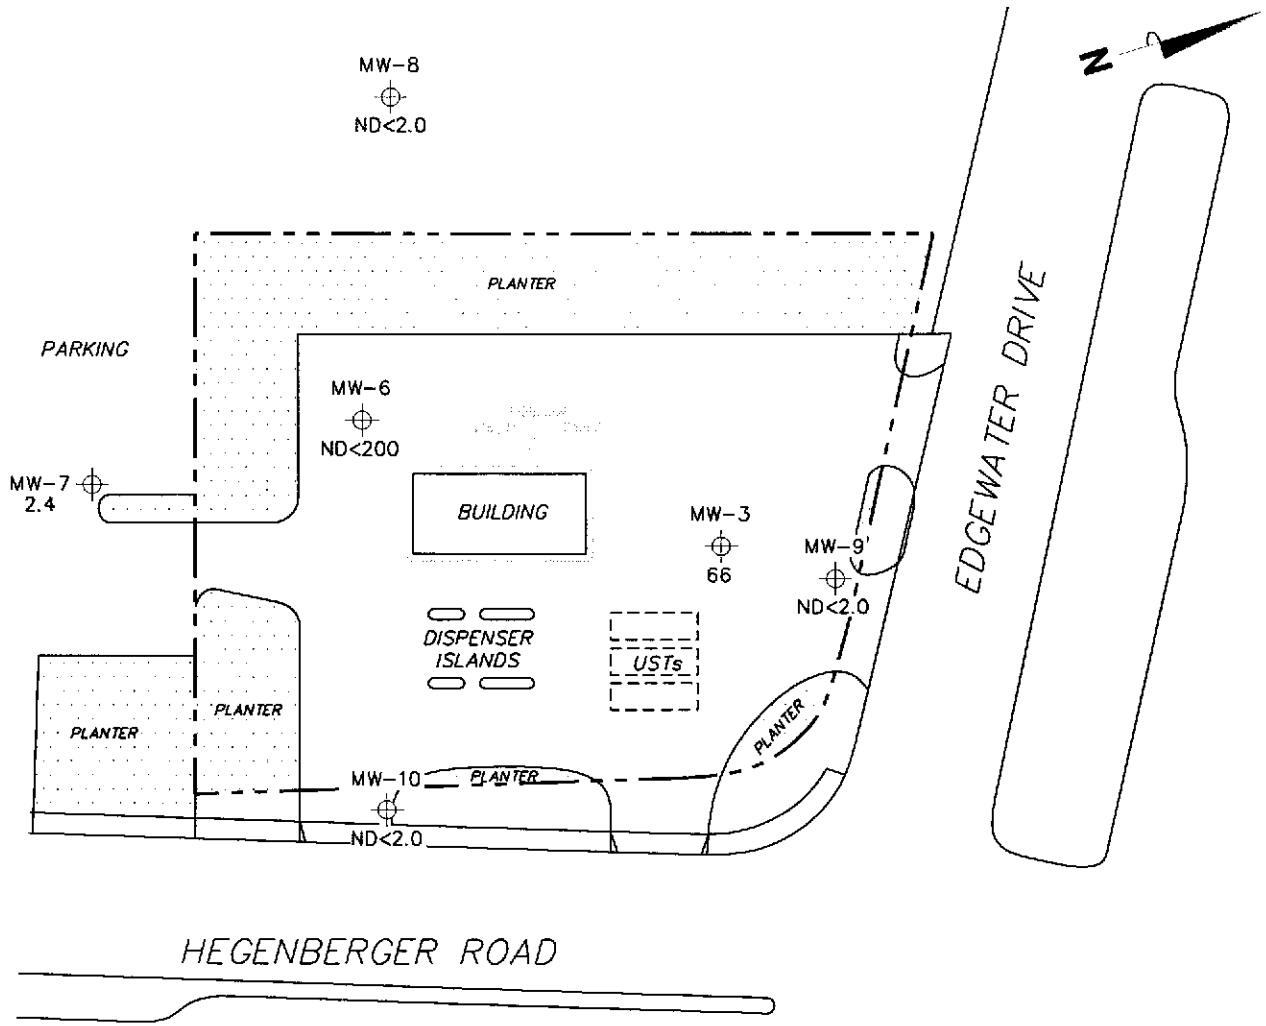 MW-8
ND<2.0
N
PLANTER
PARKING
EDGEWATER DRIVE
MW-6
ND<200
MW-7
2.4
BUILDING
MW-3
66
MW-9
ND<2.0
DISPENSER
ISLANDS
USTs
PLANTER
PLANTER
PLANTER
PLANTER
MW-10
ND<2.0
HEGENBERGER ROAD